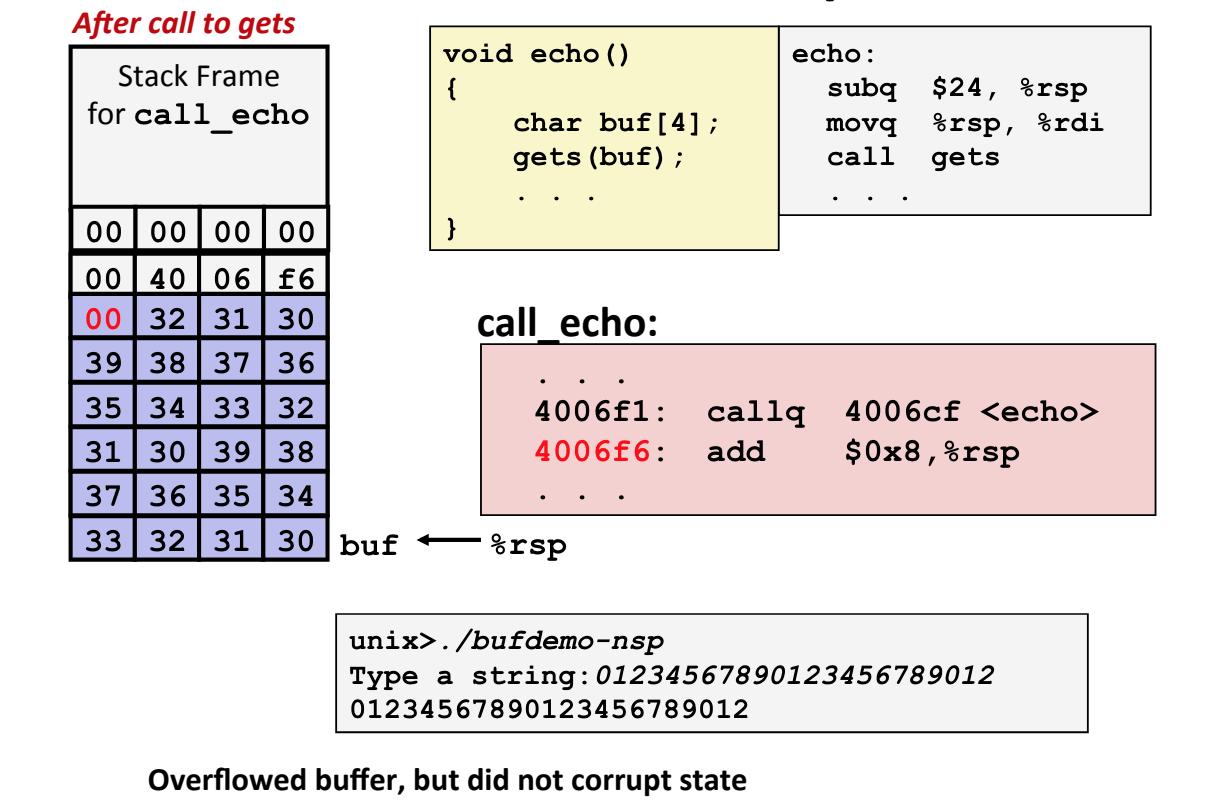 After call to gets
Stack Frame
for call_echo
00 00 00 00
00 40 06 f6
00 32 31 30
39 38 37 36
35 34 33 32
31 30 39 38
37 36 35 34
33 32 31 30
buf
%rsp
void echo()
{
    char buf[4];
    gets(buf);
    . . .
}
echo:
  subq  $24, %rsp
  movq  %rsp, %rdi
  call  gets
  . . .
call_echo:
. . .
4006f1:  callq  4006cf <echo>
4006f6:  add    $0x8,%rsp
. . .
unix>./bufdemo-nsp
Type a string:01234567890123456789012
01234567890123456789012
Overflowed buffer, but did not corrupt state